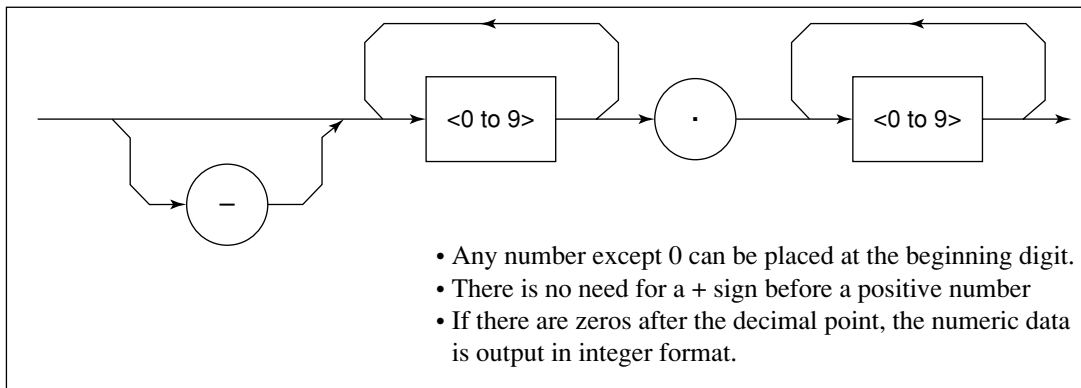 <0 to 9>
.
<0 to 9>
–
• Any number except 0 can be placed at the beginning digit.
• There is no need for a + sign before a positive number
• If there are zeros after the decimal point, the numeric data
is output in integer format.